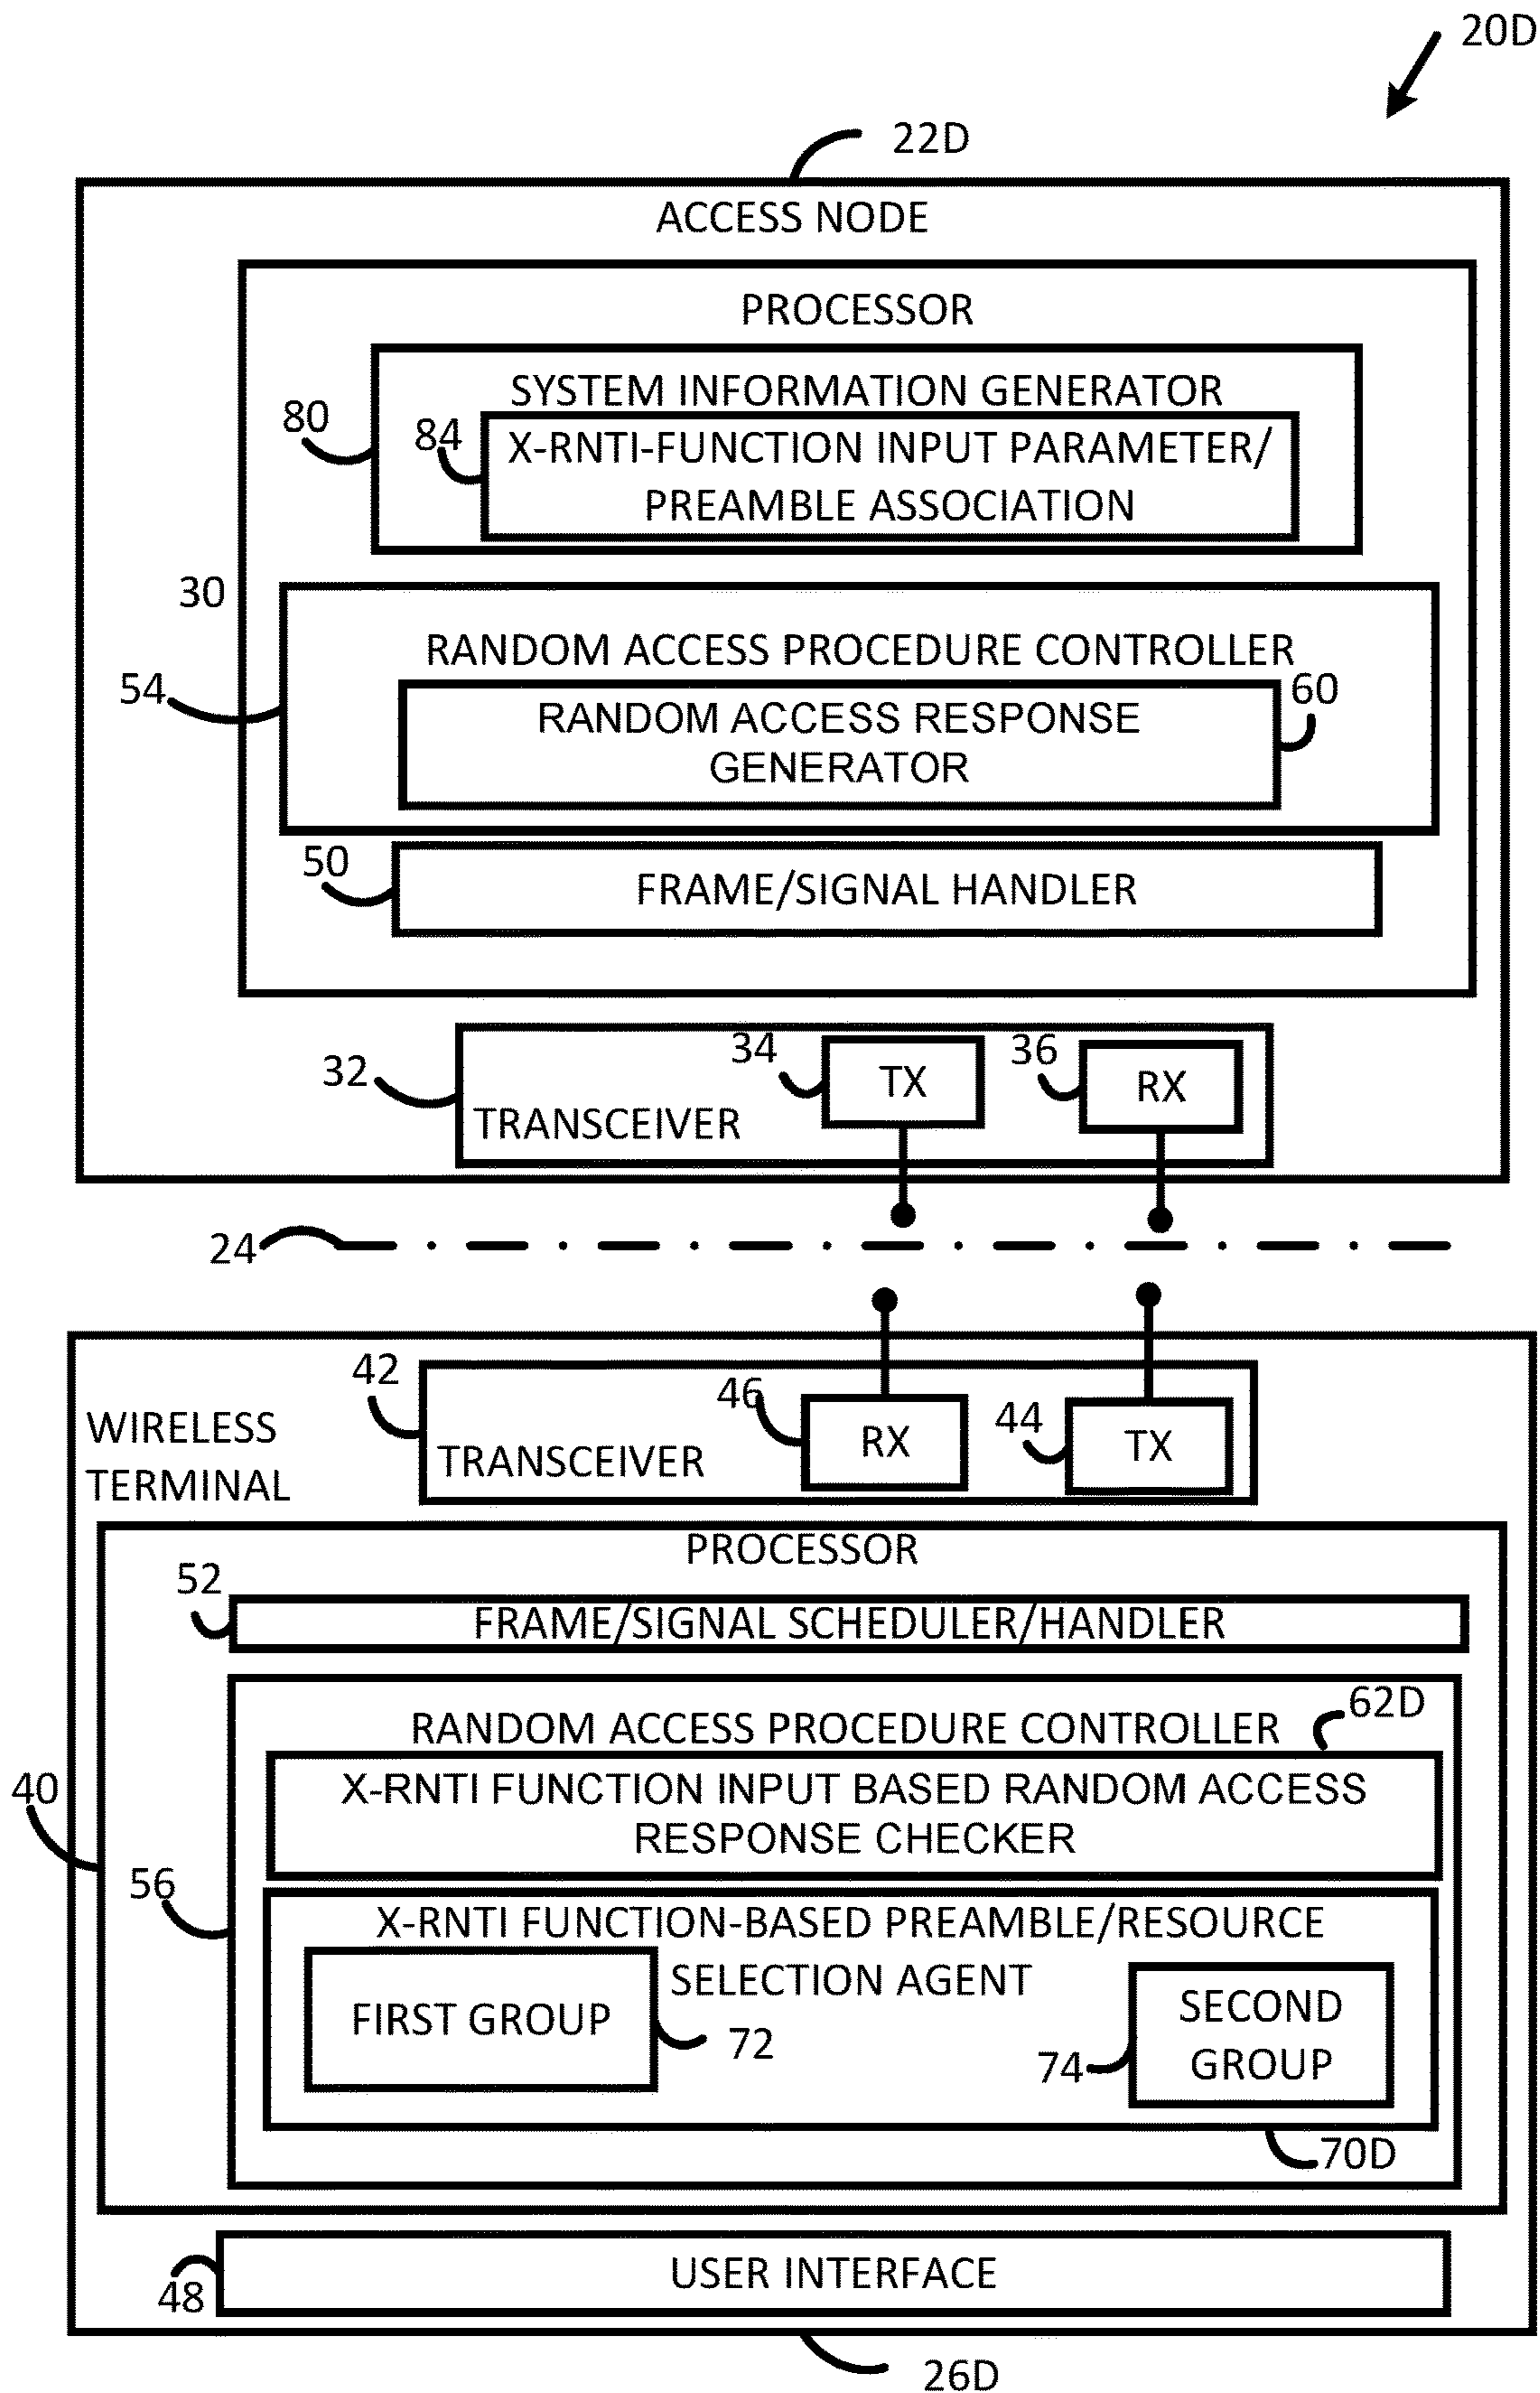 20D
22D
ACCESS NODE
PROCESSOR
SYSTEM INFORMATION GENERATOR
80
84
X-RNTI-FUNCTION INPUT PARAMETER/
PREAMBLE ASSOCIATION
30
RANDOM ACCESS PROCEDURE CONTROLLER
54
60
RANDOM ACCESS RESPONSE
GENERATOR
50
FRAME/SIGNAL HANDLER
32
TRANSCEIVER
34
TX
36
RX
24
42
TRANSCEIVER
46
RX
44
TX
WIRELESS
TERMINAL
PROCESSOR
52
FRAME/SIGNAL SCHEDULER/HANDLER
62D
RANDOM ACCESS PROCEDURE CONTROLLER
40
X-RNTI FUNCTION INPUT BASED RANDOM ACCESS
RESPONSE CHECKER
56
X-RNTI FUNCTION-BASED PREAMBLE/RESOURCE
SELECTION AGENT
FIRST GROUP
72
74
SECOND
GROUP
70D
USER INTERFACE
48
26D